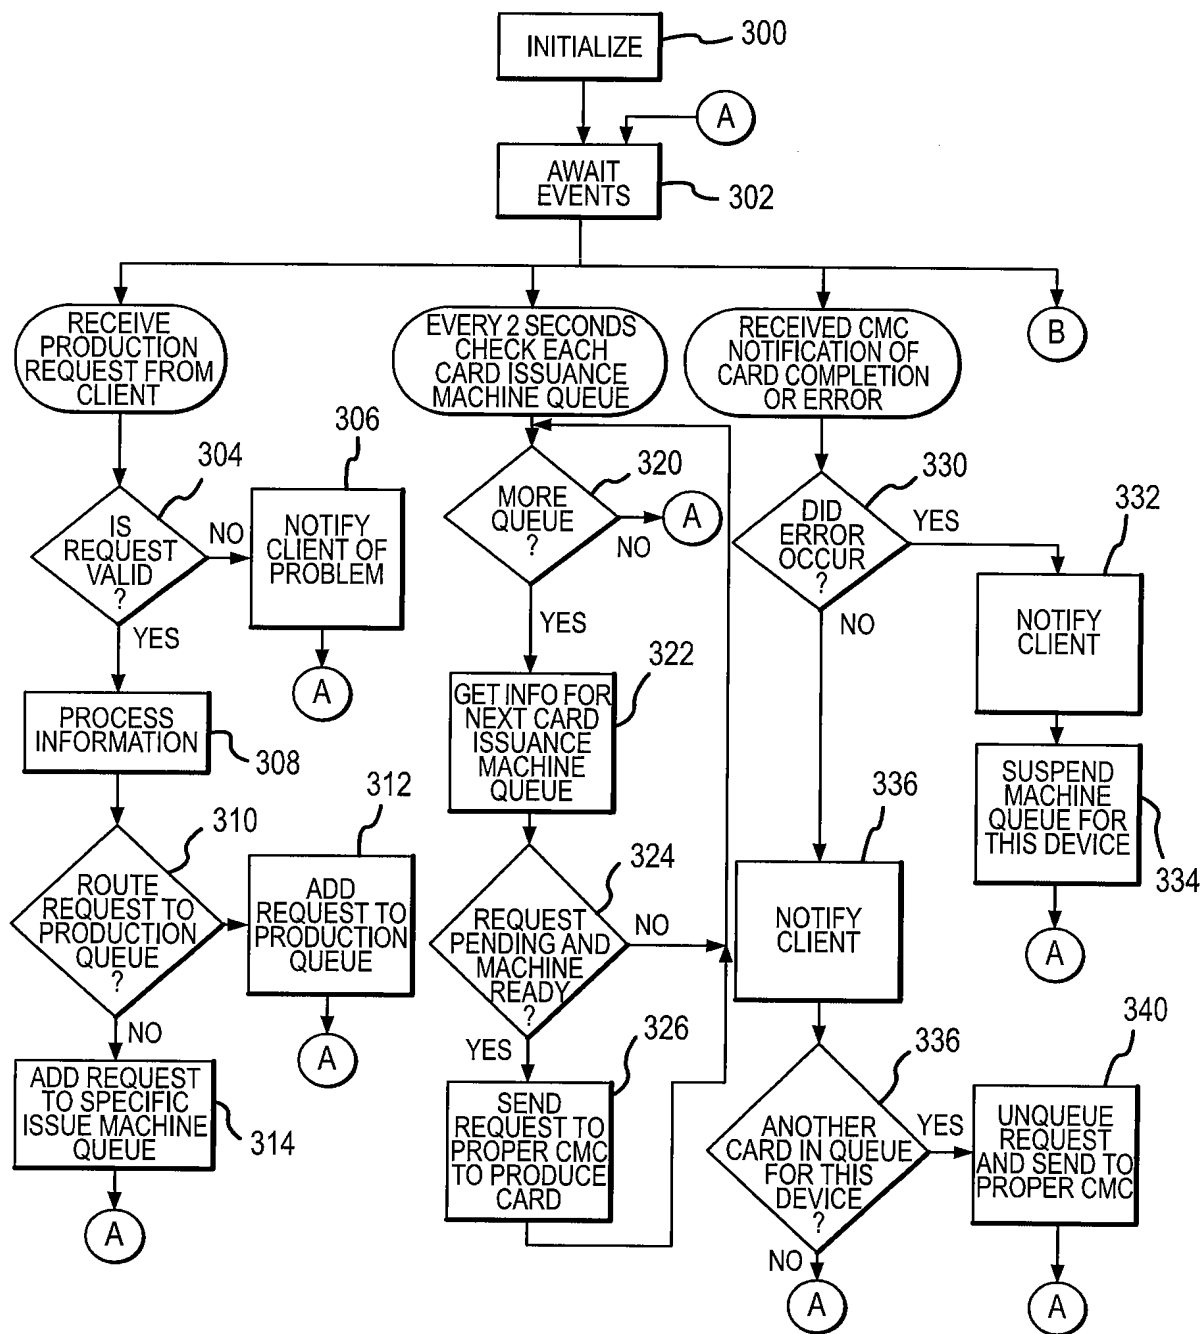 INITIALIZE
300
A
AWAIT
EVENTS
302
RECEIVE
PRODUCTION
REQUEST FROM
CLIENT
EVERY 2 SECONDS
CHECK EACH
CARD ISSUANCE
MACHINE QUEUE
RECEIVED CMC
NOTIFICATION OF
CARD COMPLETION
OR ERROR
B
304
IS
REQUEST
VALID
?
NO
YES
306
NOTIFY
CLIENT OF
PROBLEM
A
PROCESS
INFORMATION
308
310
ROUTE
REQUEST TO
PRODUCTION
QUEUE
?
NO
312
ADD
REQUEST TO
PRODUCTION
QUEUE
A
ADD REQUEST
TO SPECIFIC
ISSUE MACHINE
QUEUE
314
A
320
MORE
QUEUE
?
NO
A
YES
322
GET INFO FOR
NEXT CARD
ISSUANCE
MACHINE
QUEUE
324
REQUEST
PENDING AND
MACHINE
READY
?
NO
YES
326
SEND
REQUEST TO
PROPER CMC
TO PRODUCE
CARD
330
DID
ERROR
OCCUR
?
YES
NO
332
NOTIFY
CLIENT
SUSPEND
MACHINE
QUEUE FOR
THIS DEVICE
334
A
336
NOTIFY
CLIENT
336
ANOTHER
CARD IN QUEUE
FOR THIS
DEVICE
?
YES
NO
A
340
UNQUEUE
REQUEST
AND SEND TO
PROPER CMC
A